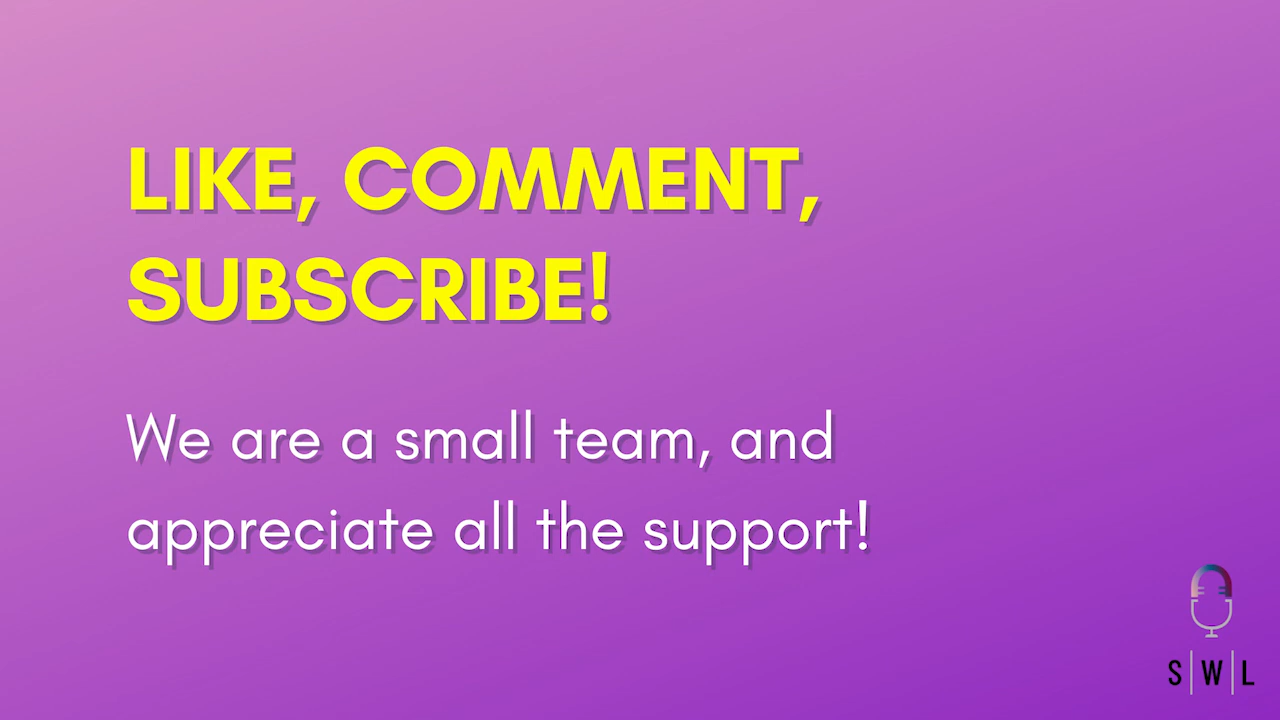 LIKE, COMMENT,
SUBSCRIBE!
We are a small team, and
appreciate all the support!
S|W|L